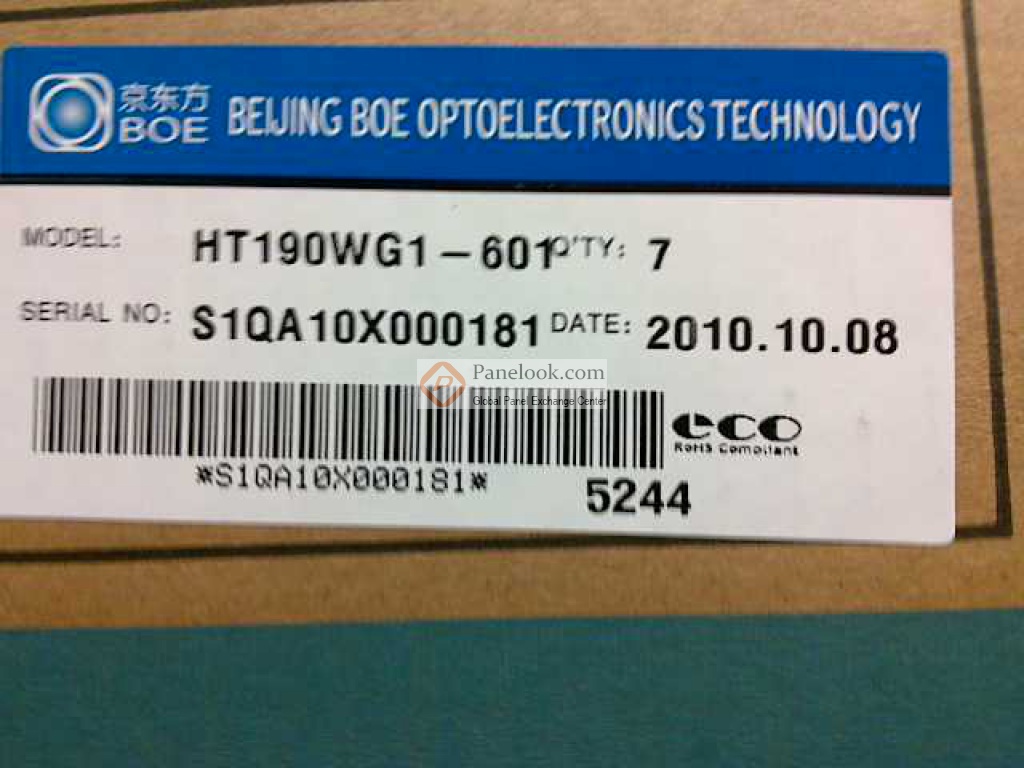 京东方
BOE
BEIJING BOE OPTOELECTRONICS TECHNOLOGY
MODEL: HT190WG1-601 Q'TY: 7
SERIAL NO: S1QA10X000181 DATE: 2010.10.08
Panelook.com
Global Panel Exchange Center
eco
RoHS Compliant
*S1QA10X000181*
5244